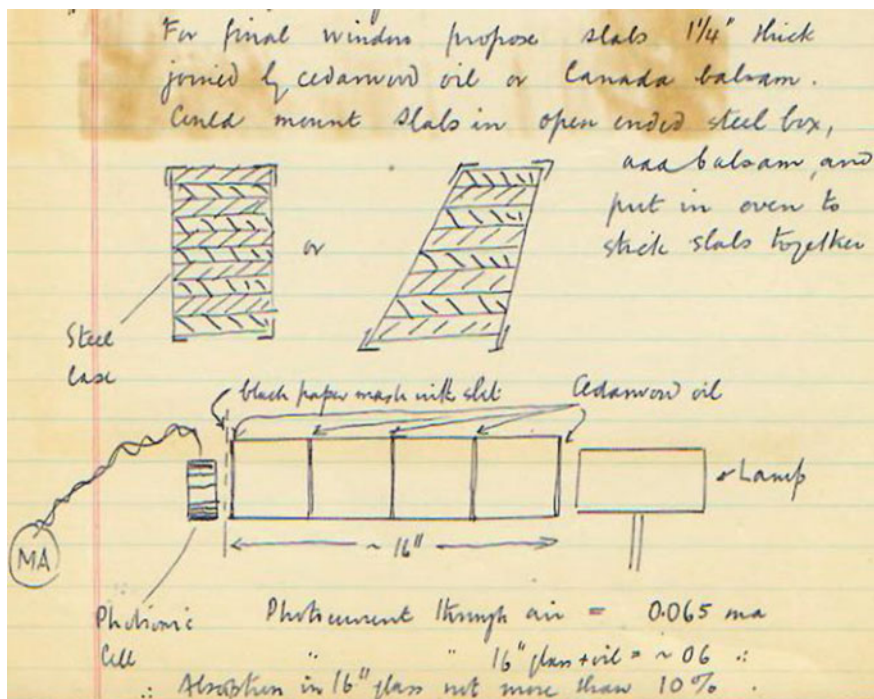 For final window propose slabs 1 1/4" thick
joined by cedarwood oil or Canada balsam.
Could mount slabs in open ended steel box,
add balsam, and
put in oven to
stick slabs together
or
Steel
Case
black paper mask with slit
Cedarwood oil
Lamp
MA
~ 16"
Photronic
Cell
Photocurrent through air = 0.065 ma
" " 16" glass + oil = ~ 06 "
∴ Absorption in 16" glass not more than 10%.